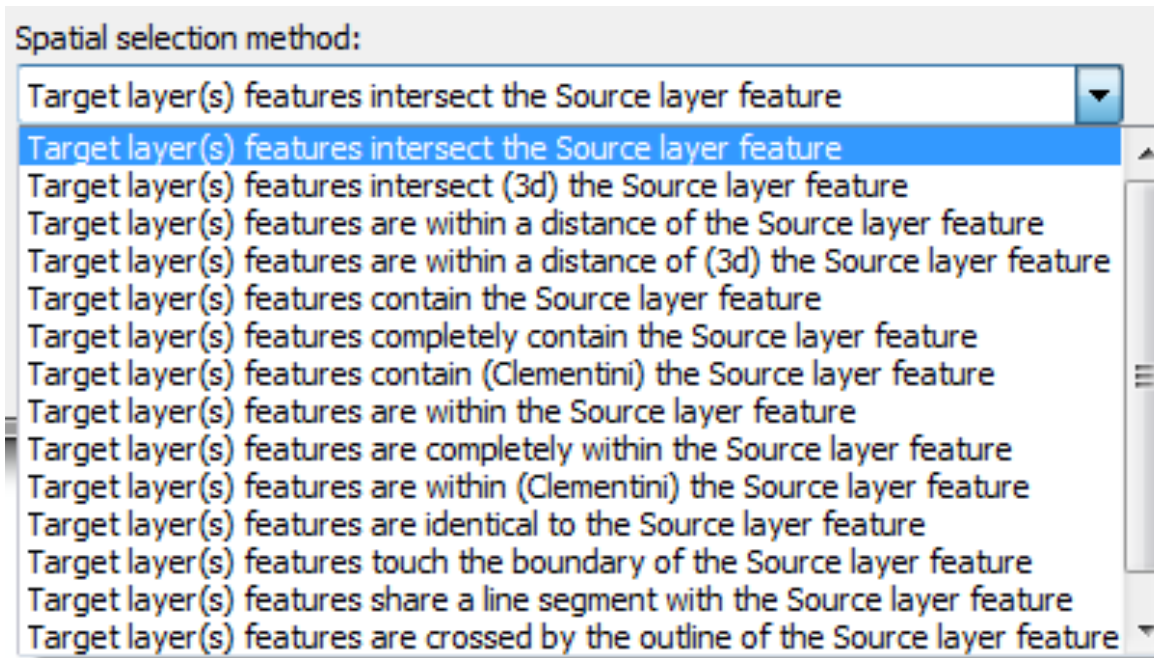 Spatial selection method:
Target layer(s) features intersect the Source layer feature
Target layer(s) features intersect the Source layer feature
Target layer(s) features intersect (3d) the Source layer feature
Target layer(s) features are within a distance of the Source layer feature
Target layer(s) features are within a distance of (3d) the Source layer feature
Target layer(s) features contain the Source layer feature
Target layer(s) features completely contain the Source layer feature
Target layer(s) features contain (Clementini) the Source layer feature
Target layer(s) features are within the Source layer feature
Target layer(s) features are completely within the Source layer feature
Target layer(s) features are within (Clementini) the Source layer feature
Target layer(s) features are identical to the Source layer feature
Target layer(s) features touch the boundary of the Source layer feature
Target layer(s) features share a line segment with the Source layer feature
Target layer(s) features are crossed by the outline of the Source layer feature